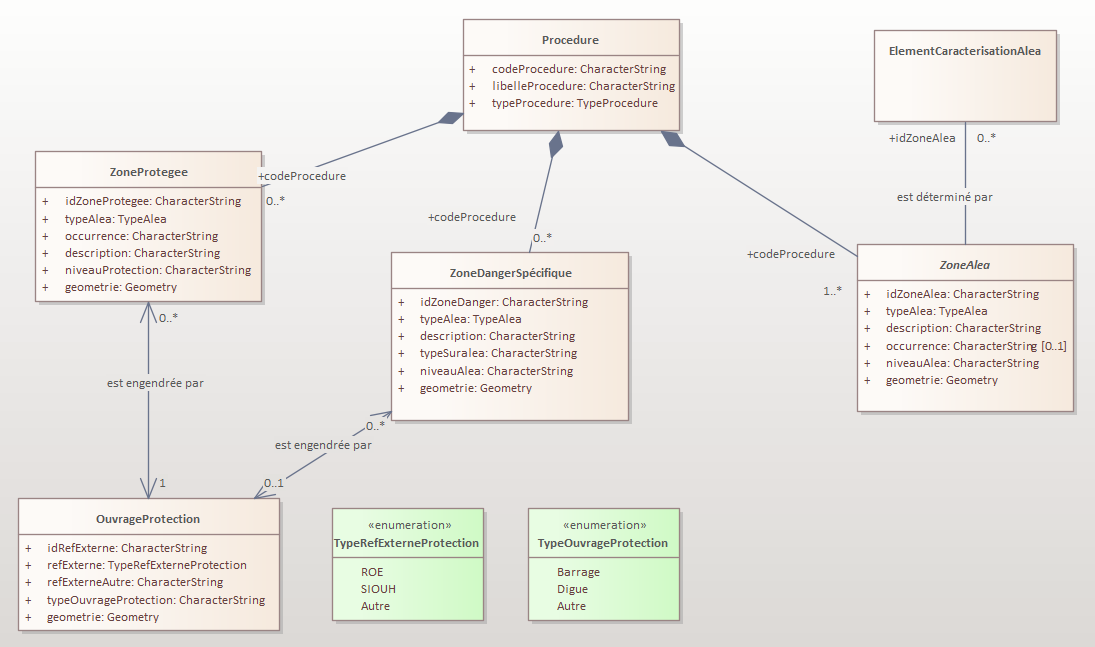 Procedure
+ codeProcedure: CharacterString
+ libelleProcedure: CharacterString
+ typeProcedure: TypeProcedure
ElementCaracterisationAlea
+idZoneAlea 0..*
est déterminé par
ZoneProtegee
+ idZoneProtegee: CharacterString
+ typeAlea: TypeAlea
+ occurrence: CharacterString
+ description: CharacterString
+ niveauProtection: CharacterString
+ geometrie: Geometry
+codeProcedure
0..*
+codeProcedure
0..*
+codeProcedure
1..*
ZoneDangerSpécifique
+ idZoneDanger: CharacterString
+ typeAlea: TypeAlea
+ description: CharacterString
+ typeSuralea: CharacterString
+ niveauAlea: CharacterString
+ geometrie: Geometry
ZoneAlea
+ idZoneAlea: CharacterString
+ typeAlea: TypeAlea
+ description: CharacterString
+ occurrence: CharacterString [0..1]
+ niveauAlea: CharacterString
+ geometrie: Geometry
0..*
est engendrée par
1
0..*
est engendrée par
0..1
OuvrageProtection
+ idRefExterne: CharacterString
+ refExterne: TypeRefExterneProtection
+ refExterneAutre: CharacterString
+ typeOuvrageProtection: CharacterString
+ geometrie: Geometry
«enumeration»
TypeRefExterneProtection
ROE
SIOUH
Autre
«enumeration»
TypeOuvrageProtection
Barrage
Digue
Autre